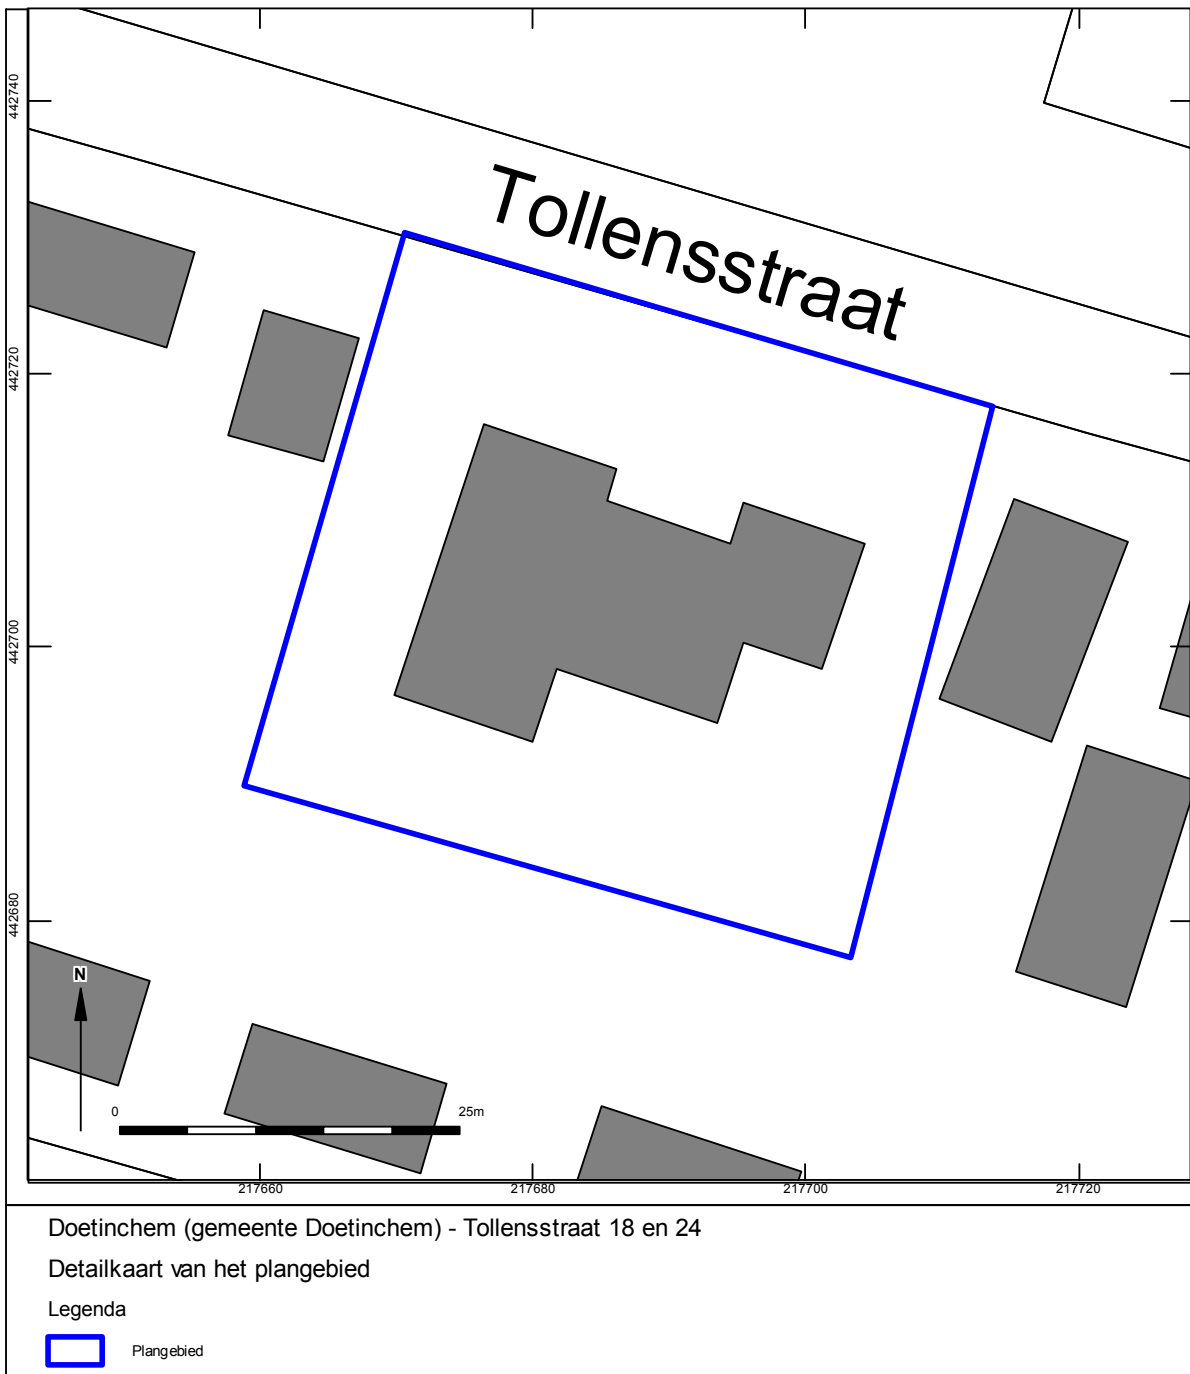 442740
Tollensstraat
442720
442700
442680
N
0 25m
217660 217680 217700 217720
Doetinchem (gemeente Doetinchem) - Tollensstraat 18 en 24
Detailkaart van het plangebied
Legenda
Plangebied